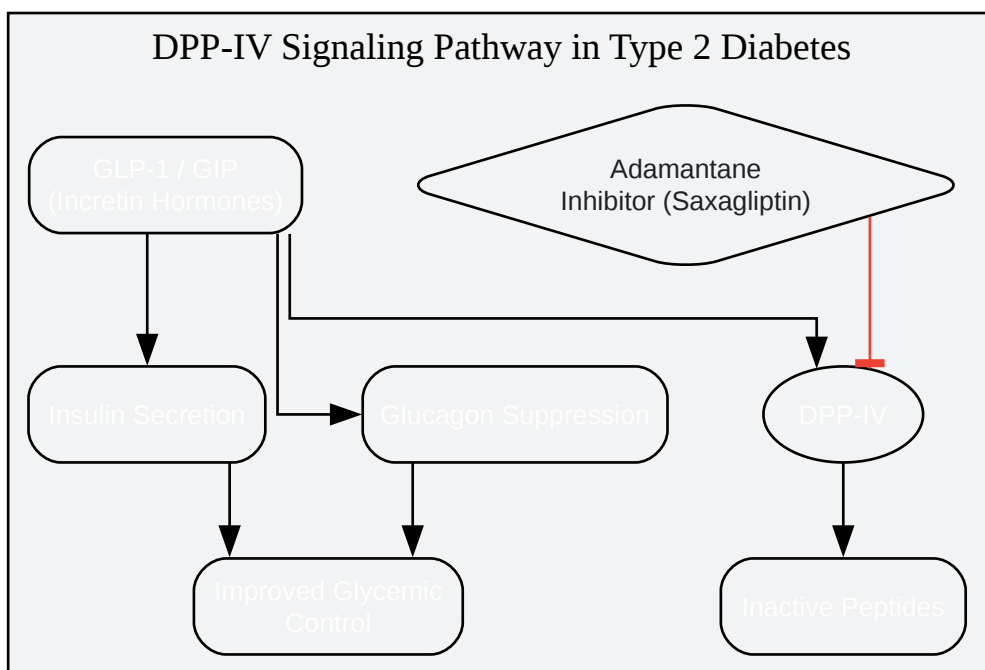 DPP-IV Signaling Pathway in Type 2 Diabetes
GLP-1 / GIP
(Incretin Hormones)
Adamantane
Inhibitor (Saxagliptin)
Insulin Secretion
Glucagon Suppression
DPP-IV
Improved Glycemic
Control
Inactive Peptides